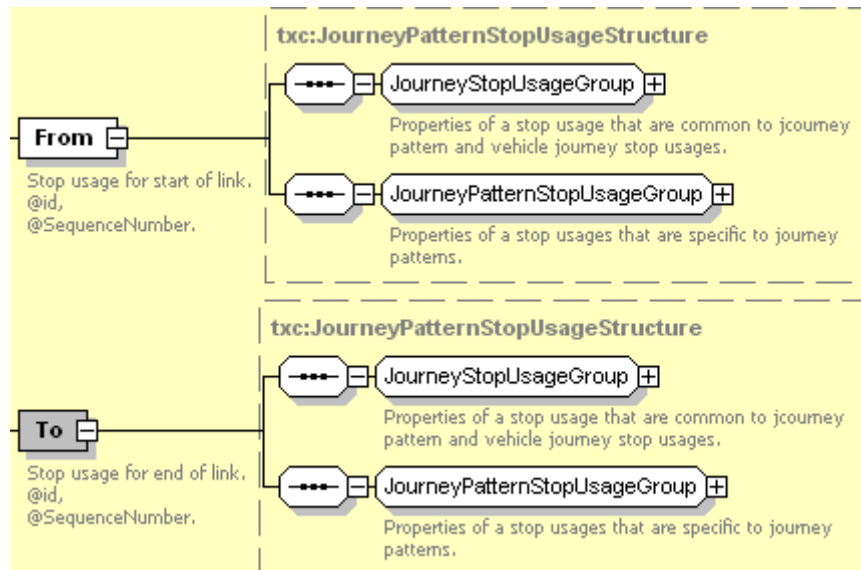 txc:JourneyPatternStopUsageStructure
JourneyStopUsageGroup
Properties of a stop usage that are common to jcourney
pattern and vehicle journey stop usages.
From
Stop usage for start of link.
@id,
@SequenceNumber.
JourneyPatternStopUsageGroup
Properties of a stop usages that are specific to journey
patterns.
txc:JourneyPatternStopUsageStructure
JourneyStopUsageGroup
Properties of a stop usage that are common to jcourney
pattern and vehicle journey stop usages.
To
Stop usage for end of link.
@id,
@SequenceNumber.
JourneyPatternStopUsageGroup
Properties of a stop usages that are specific to journey
patterns.